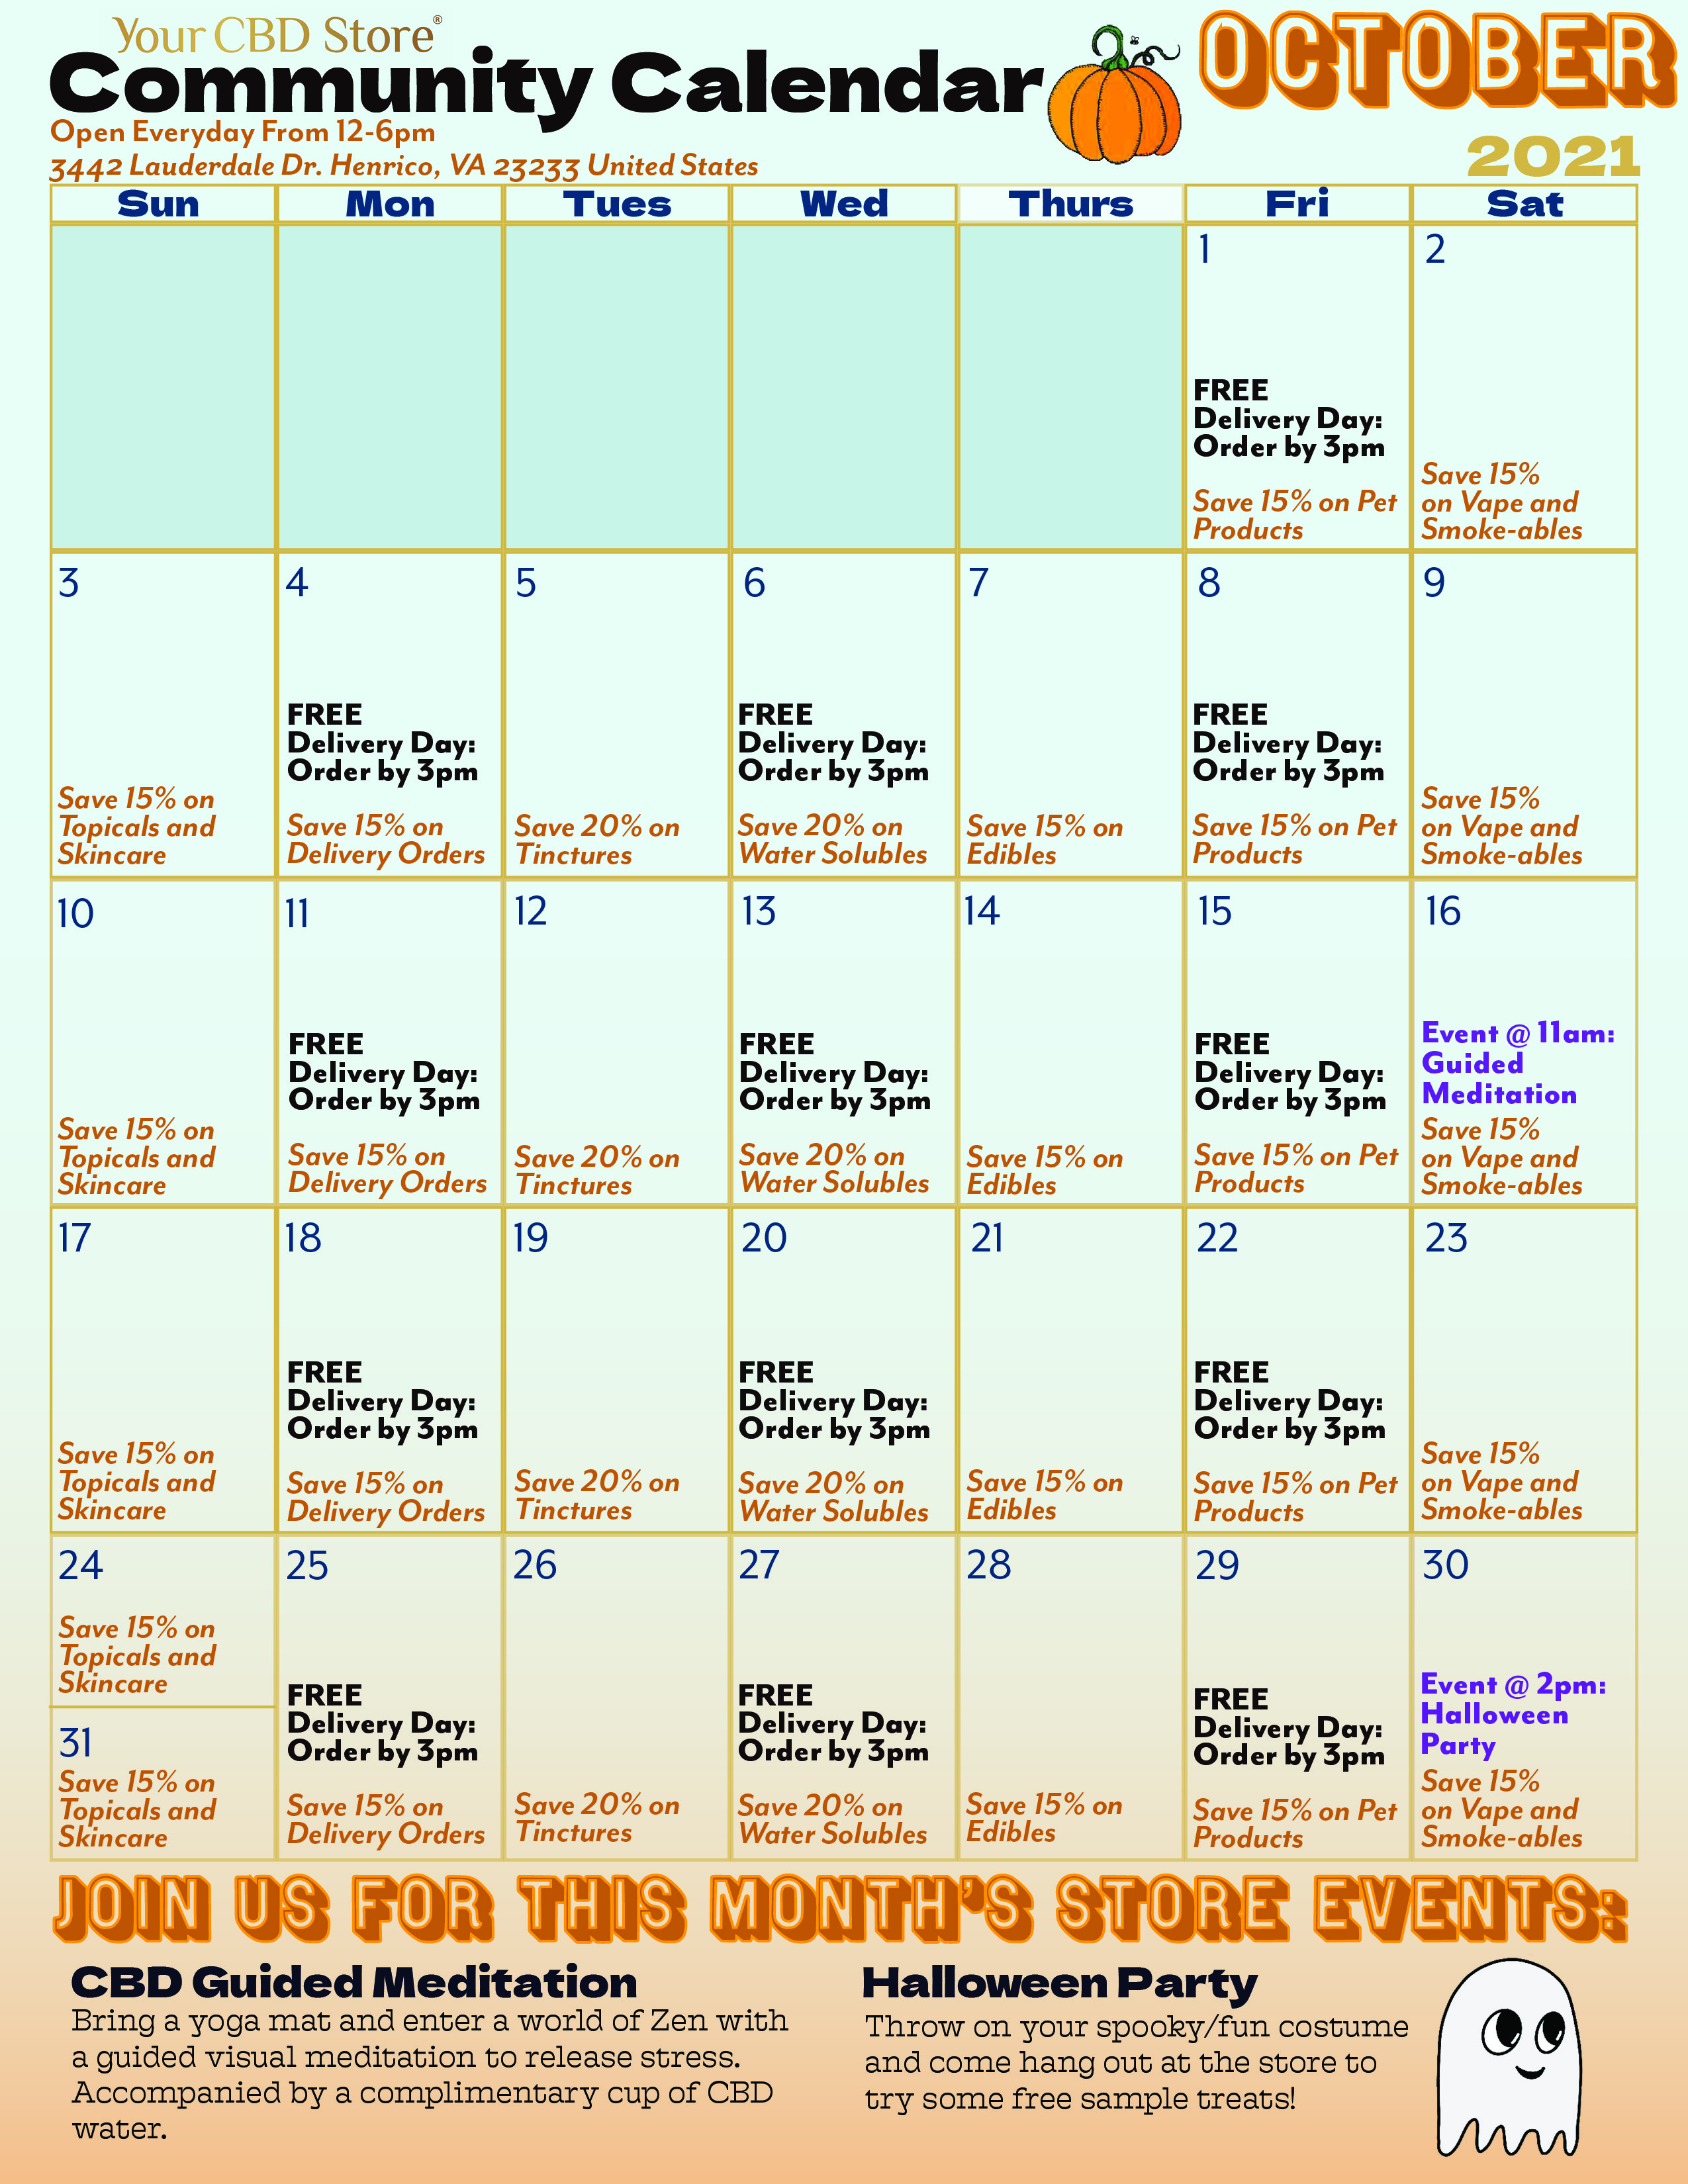 Your CBD Store®
Community Calendar
OCTOBER
Open Everyday From 12-6pm
3442 Lauderdale Dr. Henrico, VA 23233 United States
2021
Sun Mon Tues Wed Thurs Fri Sat
1
FREE
Delivery Day:
Order by 3pm
Save 15% on Pet
Products
2
Save 15%
on Vape and
Smoke-ables
3
Save 15% on
Topicals and
Skincare
4
FREE
Delivery Day:
Order by 3pm
Save 15% on
Delivery Orders
5
Save 20% on
Tinctures
6
FREE
Delivery Day:
Order by 3pm
Save 20% on
Water Solubles
7
Save 15% on
Edibles
8
FREE
Delivery Day:
Order by 3pm
Save 15% on Pet
Products
9
Save 15%
on Vape and
Smoke-ables
10
Save 15% on
Topicals and
Skincare
11
FREE
Delivery Day:
Order by 3pm
Save 15% on
Delivery Orders
12
Save 20% on
Tinctures
13
FREE
Delivery Day:
Order by 3pm
Save 20% on
Water Solubles
14
Save 15% on
Edibles
15
FREE
Delivery Day:
Order by 3pm
Save 15% on Pet
Products
16
Event @ 11am:
Guided
Meditation
Save 15%
on Vape and
Smoke-ables
17
Save 15% on
Topicals and
Skincare
18
FREE
Delivery Day:
Order by 3pm
Save 15% on
Delivery Orders
19
Save 20% on
Tinctures
20
FREE
Delivery Day:
Order by 3pm
Save 20% on
Water Solubles
21
Save 15% on
Edibles
22
FREE
Delivery Day:
Order by 3pm
Save 15% on Pet
Products
23
Save 15%
on Vape and
Smoke-ables
24
Save 15% on
Topicals and
Skincare
31
Save 15% on
Topicals and
Skincare
25
FREE
Delivery Day:
Order by 3pm
Save 15% on
Delivery Orders
26
Save 20% on
Tinctures
27
FREE
Delivery Day:
Order by 3pm
Save 20% on
Water Solubles
28
Save 15% on
Edibles
29
FREE
Delivery Day:
Order by 3pm
Save 15% on Pet
Products
30
Event @ 2pm:
Halloween
Party
Save 15%
on Vape and
Smoke-ables
JOIN US FOR THIS MONTH'S STORE EVENTS:
CBD Guided Meditation
Bring a yoga mat and enter a world of Zen with
a guided visual meditation to release stress.
Accompanied by a complimentary cup of CBD
water.
Halloween Party
Throw on your spooky/fun costume
and come hang out at the store to
try some free sample treats!